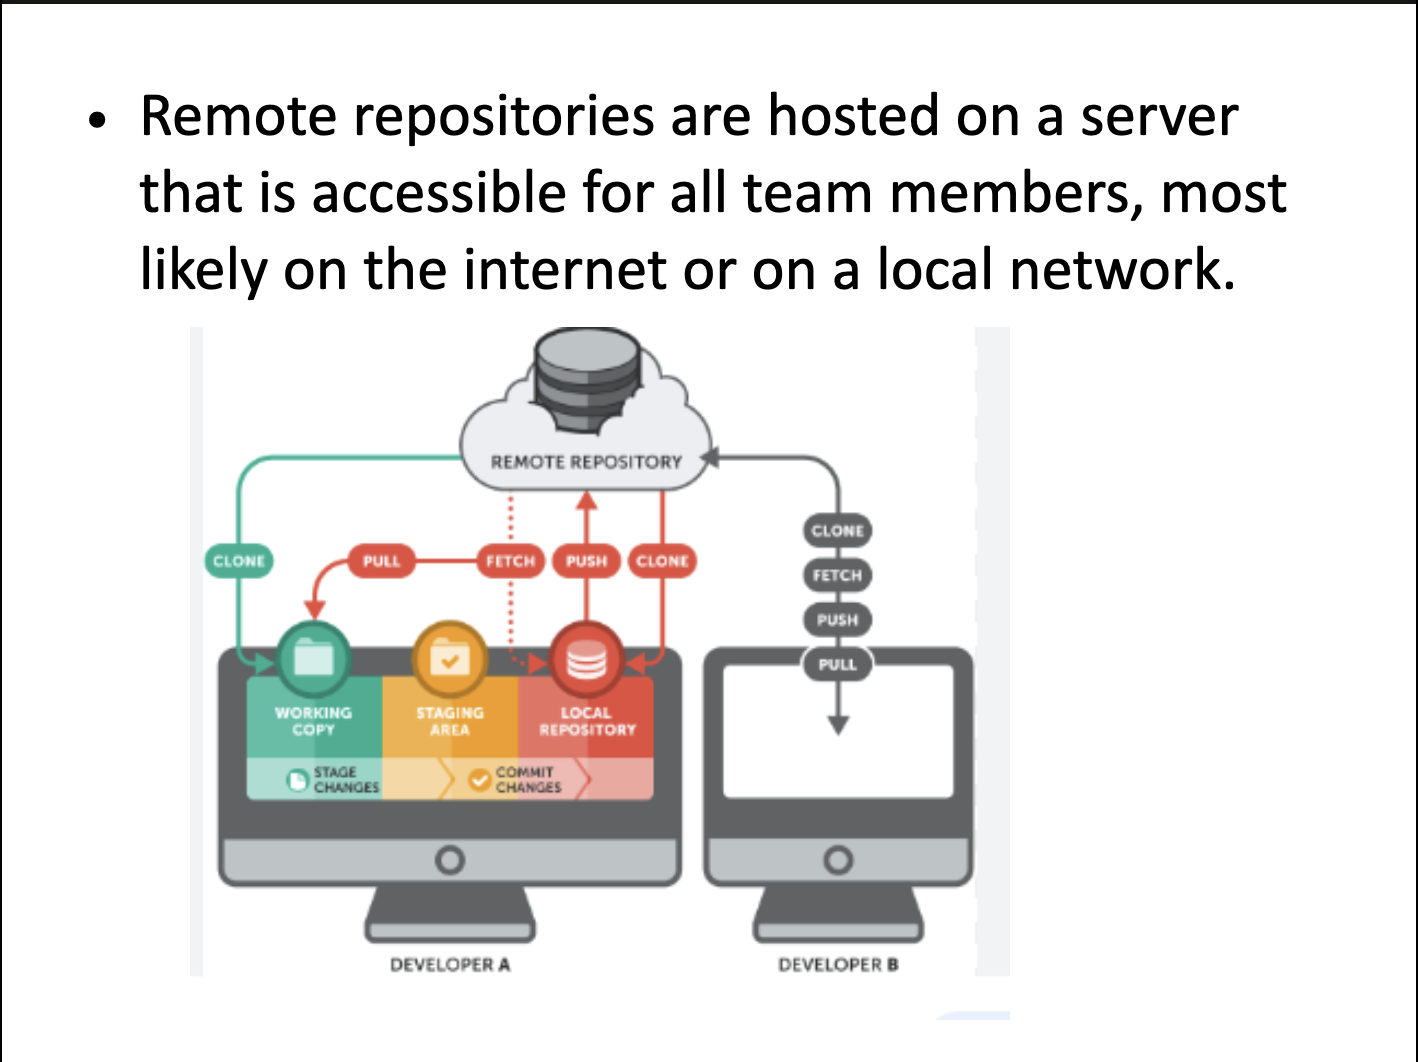 • Remote repositories are hosted on a server
that is accessible for all team members, most
likely on the internet or on a local network.
REMOTE REPOSITORY
CLONE
PULL
FETCH
PUSH
CLONE
CLONE
FETCH
PUSH
PULL
WORKING
COPY
STAGING
AREA
LOCAL
REPOSITORY
STAGE
CHANGES
COMMIT
CHANGES
DEVELOPER A
DEVELOPER B